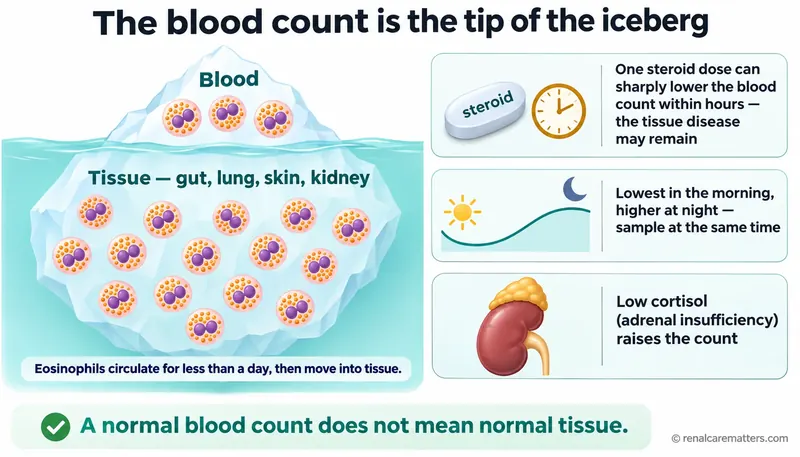 The blood count is the tip of the iceberg
Blood
Tissue — gut, lung, skin, kidney
Eosinophils circulate for less than a day, then move into tissue.
steroid
One steroid dose can
sharply lower the blood
count within hours —
the tissue disease
may remain
Lowest in the morning,
higher at night —
sample at the same time
Low cortisol
(adrenal insufficiency)
raises the count
A normal blood count does not mean normal tissue.
© renalcarematters.com